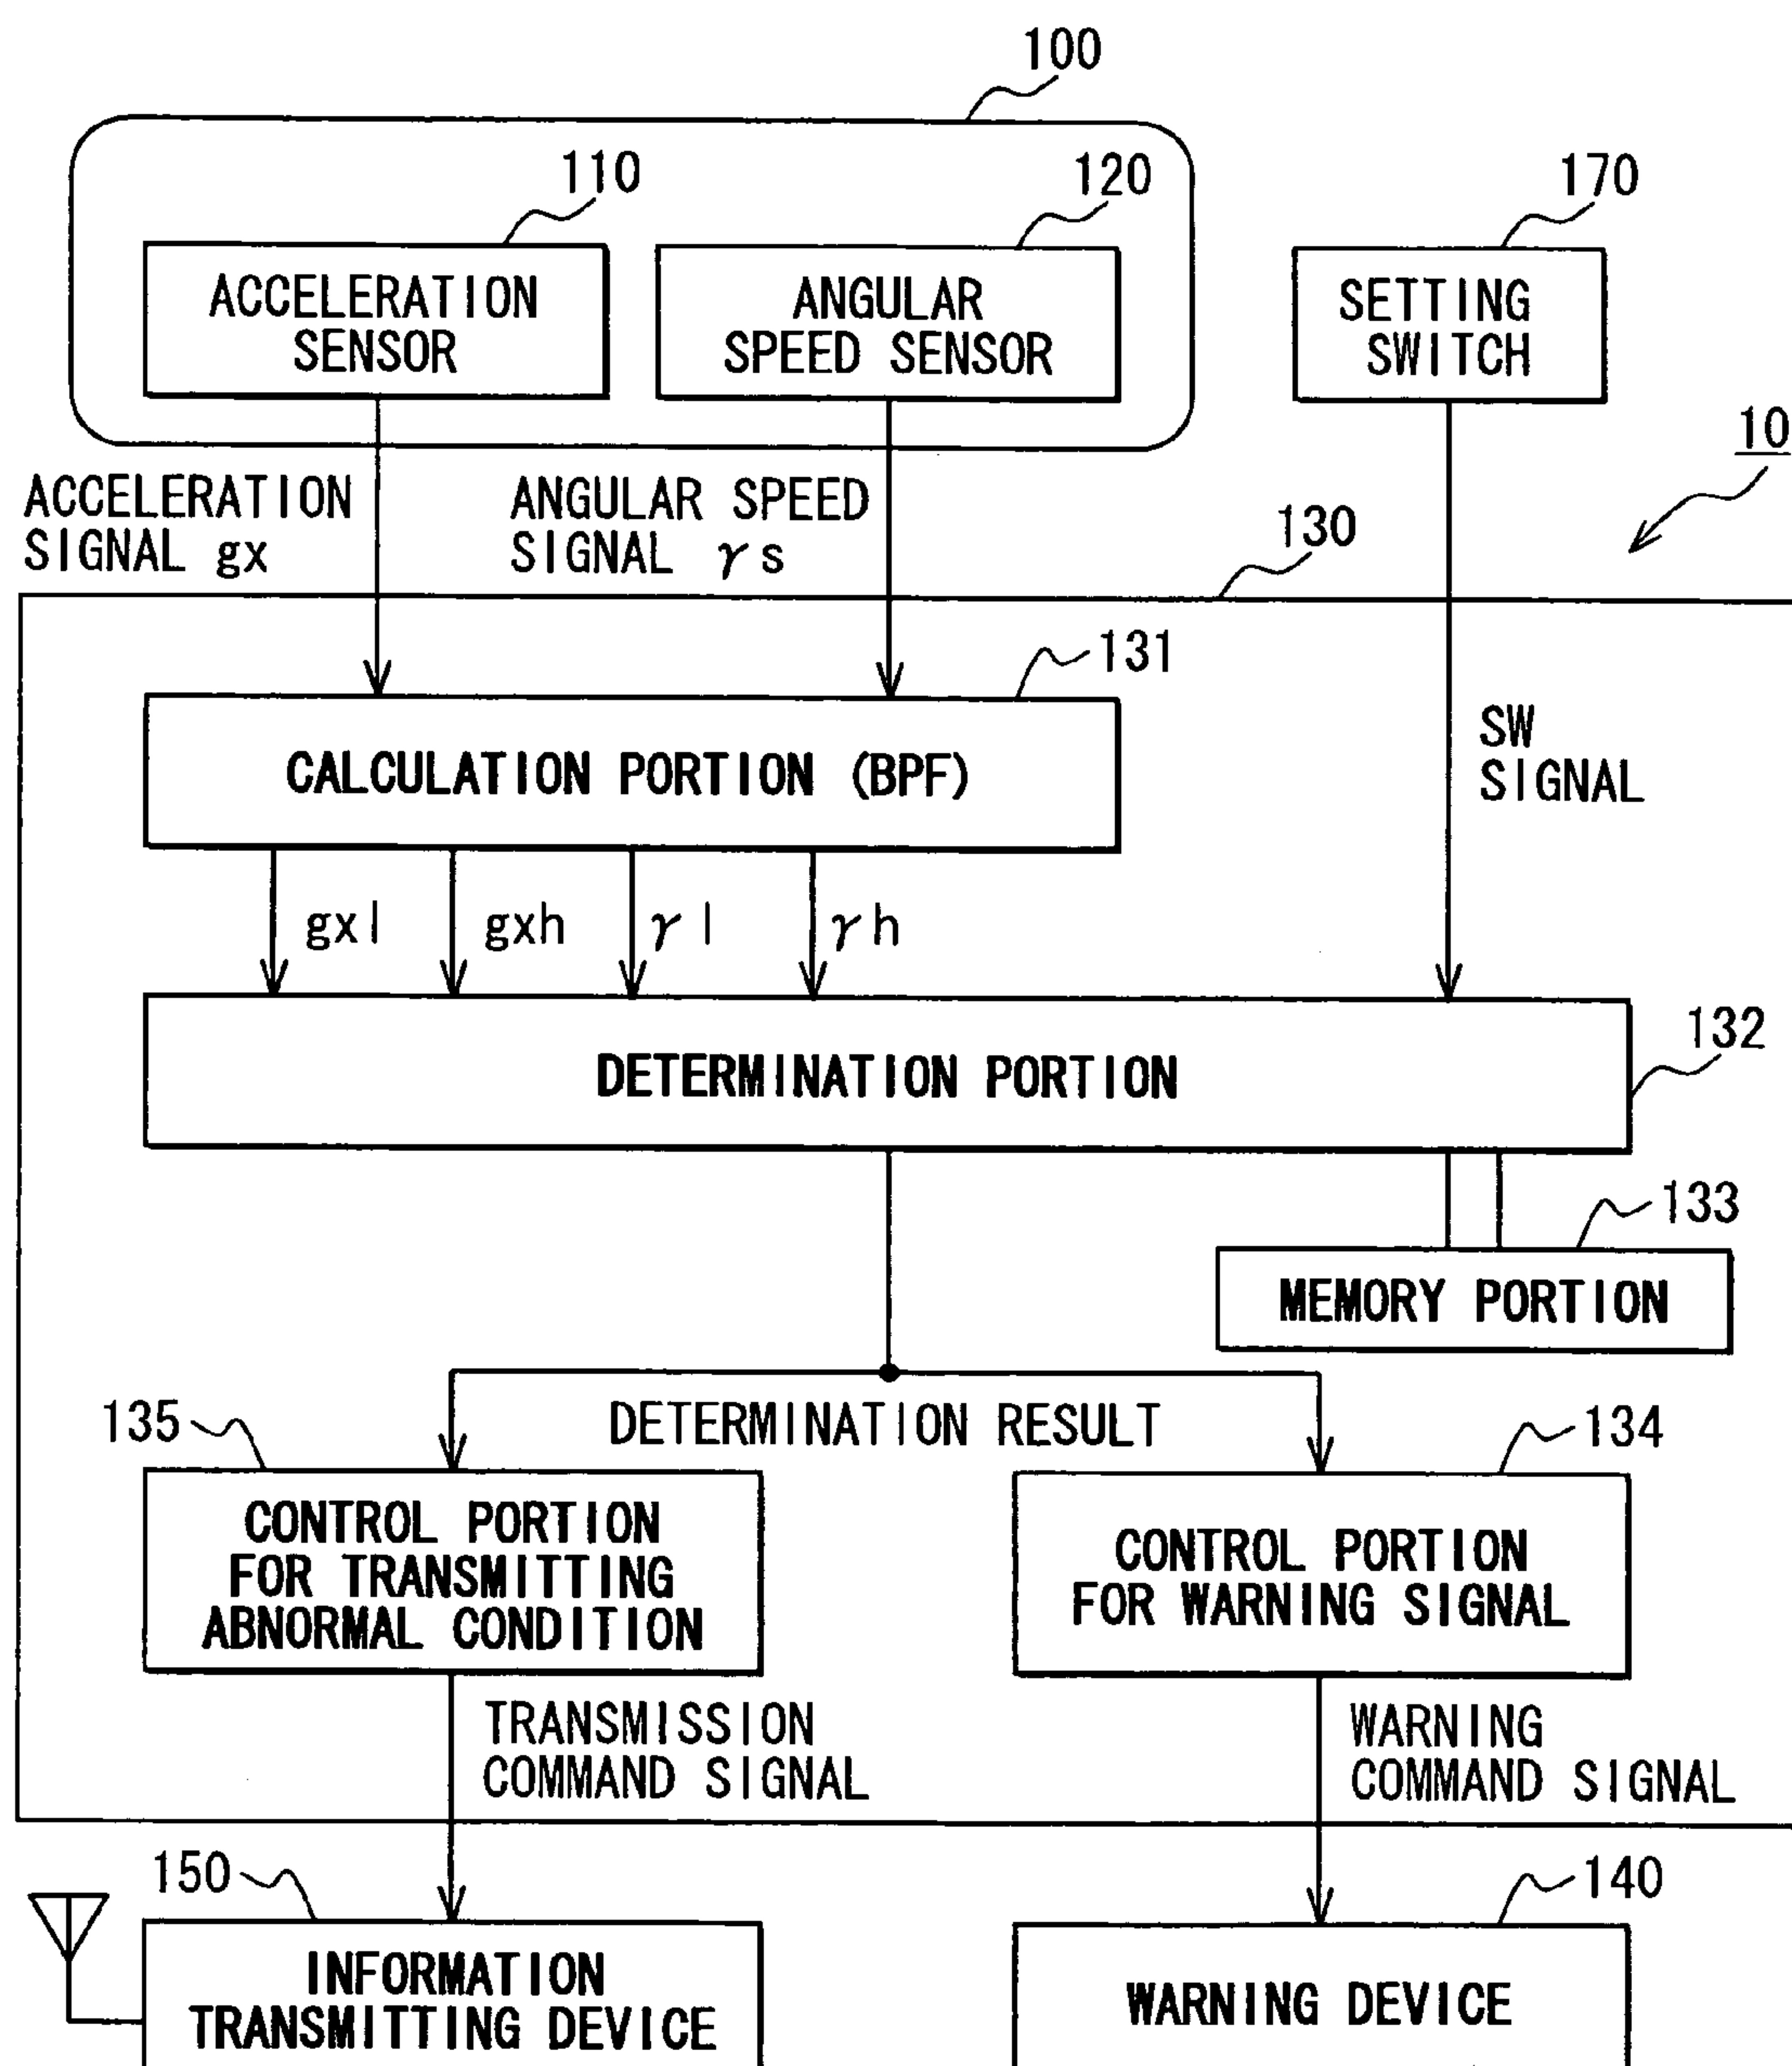 100
110
120
170
ACCELERATION
SENSOR
ANGULAR
SPEED SENSOR
SETTING
SWITCH
10
ACCELERATION
SIGNAL gx
ANGULAR SPEED
SIGNAL γs
130
131
CALCULATION PORTION (BPF)
SW
SIGNAL
gxl
gxh
γl
γh
132
DETERMINATION PORTION
133
MEMORY PORTION
135
DETERMINATION RESULT
134
CONTROL PORTION
FOR TRANSMITTING
ABNORMAL CONDITION
CONTROL PORTION
FOR WARNING SIGNAL
TRANSMISSION
COMMAND SIGNAL
WARNING
COMMAND SIGNAL
150
140
INFORMATION
TRANSMITTING DEVICE
WARNING DEVICE